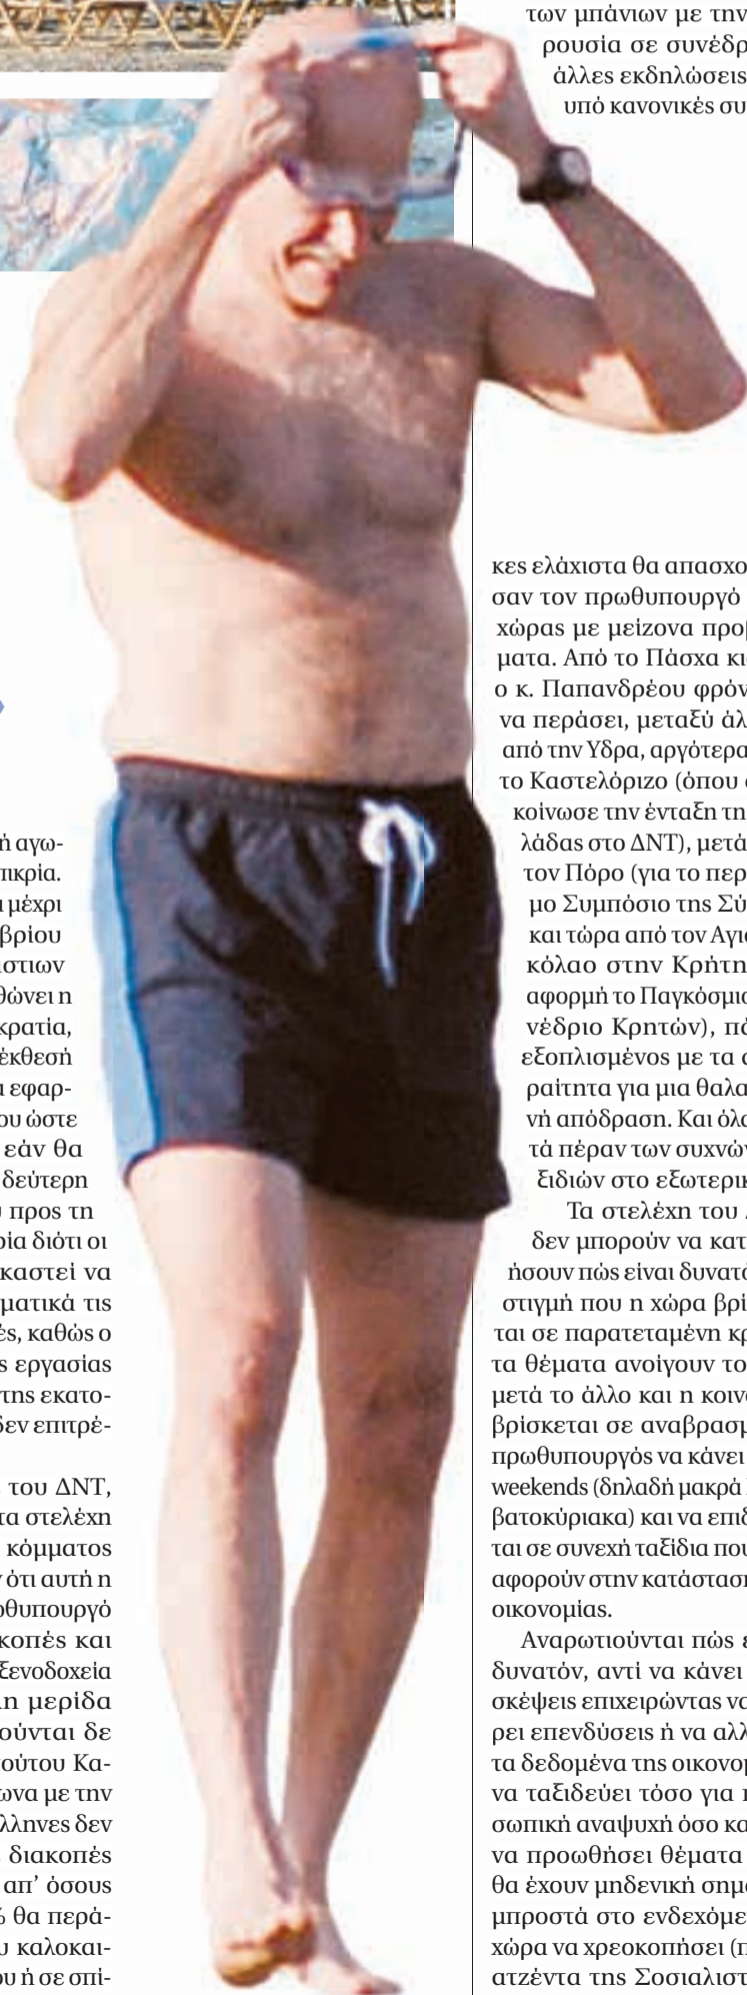 των μπάνιων με την
ρουσία σε συνέδρ
άλλες εκδηλώσεις
υπό κανονικές συ
ή αγω-
πικρία.
ι μέχρι
βρίου
στιων
θώνει η
κρατία,
έκθεσή
α εφαρ-
ου ώστε
εάν θα
δεύτερη
προς τη
ρία διότι οι
καστεί να
ματικά τις
ές, καθώς ο
ς εργασίας
της εκατο-
δεν επιτρέ-
του ΔΝΤ,
τα στελέχη
κόμματος
ότι αυτή η
ωθυπουργό
κοπές και
ξενοδοχεία
λη μερίδα
ούνται δε
τούτου Κα-
ωνα με την
λληνες δεν
διακοπές
απ’ όσους
% θα περά-
υ καλοκαι-
ου ή σε σπί-
κες ελάχιστα θα απασχο
σαν τον πρωθυπουργό
χώρας με μείζονα προβ
ματα. Από το Πάσχα κι
ο κ. Παπανδρέου φρόν
να περάσει, μεταξύ άλ
από την Υδρα, αργότερα
το Καστελόριζο (όπου
κοίνωσε την ένταξη τη
λάδας στο ΔΝΤ), μετά
τον Πόρο (για το περ
μο Συμπόσιο της Σύ
και τώρα από τον Αγι
κόλαο στην Κρήτη
αφορμή το Παγκόσμι
νέδριο Κρητών), πά
εξοπλισμένος με τα
ραίτητα για μια θαλα
νή απόδραση. Και όλ
τά πέραν των συχνών
ξιδιών στο εξωτερικ
Τα στελέχη του
δεν μπορούν να κατ
ήσουν πώς είναι δυνατό
στιγμή που η χώρα βρί
ται σε παρατεταμένη κρ
τα θέματα ανοίγουν το
μετά το άλλο και η κοιν
βρίσκεται σε αναβρασμ
πρωθυπουργός να κάνει
weekends (δηλαδή μακρά
βατοκύριακα) και να επιδ
ται σε συνεχή ταξίδια που
αφορούν στην κατάσταση
οικονομίας.
Αναρωτιούνται πώς ε
δυνατόν, αντί να κάνει
σκέψεις επιχειρώντας να
ρει επενδύσεις ή να αλλ
τα δεδομένα της οικονομ
να ταξιδεύει τόσο για
σωπική αναψυχή όσο κα
να προωθήσει θέματα
θα έχουν μηδενική σημ
μπροστά στο ενδεχόμε
χώρα να χρεοκοπήσει (π
ατζέντα της Σοσιαλιστ